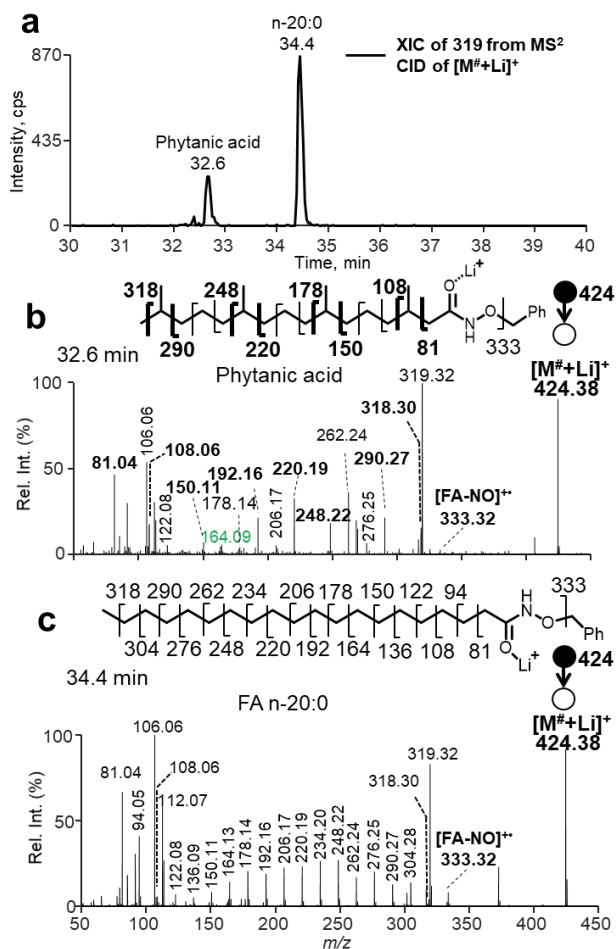 a
n-20:0
34.4
XIC of 319 from MS²
CID of [M#+Li]⁺
Phytanic acid
32.6
Intensity, cps
870
435
0
30 31 32 33 34 35 36 37 38 39 40
Time, min
b
32.6 min
318 248 178 108
290 220 150 81
Li⁺
O
N
H
O
Ph
333
424
Phytanic acid
[M#+Li]⁺
424.38
Rel. Int. (%)
100
50
0
81.04
106.06
108.06
122.08
150.11
164.09
178.14
192.16
206.17
220.19
248.22
262.24
276.25
290.27
318.30
319.32
[FA-NO]⁺•
333.32
c
34.4 min
318 290 262 234 206 178 150 122 94
304 276 248 220 192 164 136 108 81
H
N
O
O
Li⁺
Ph
333
424
FA n-20:0
[M#+Li]⁺
424.38
Rel. Int. (%)
100
50
0
81.04
94.05
106.06
108.06
112.07
122.08
136.09
150.11
164.13
178.14
192.16
206.17
220.19
234.20
248.22
262.24
276.25
290.27
304.28
318.30
319.32
[FA-NO]⁺•
333.32
50 100 150 200 250 300 350 400 450
m/z